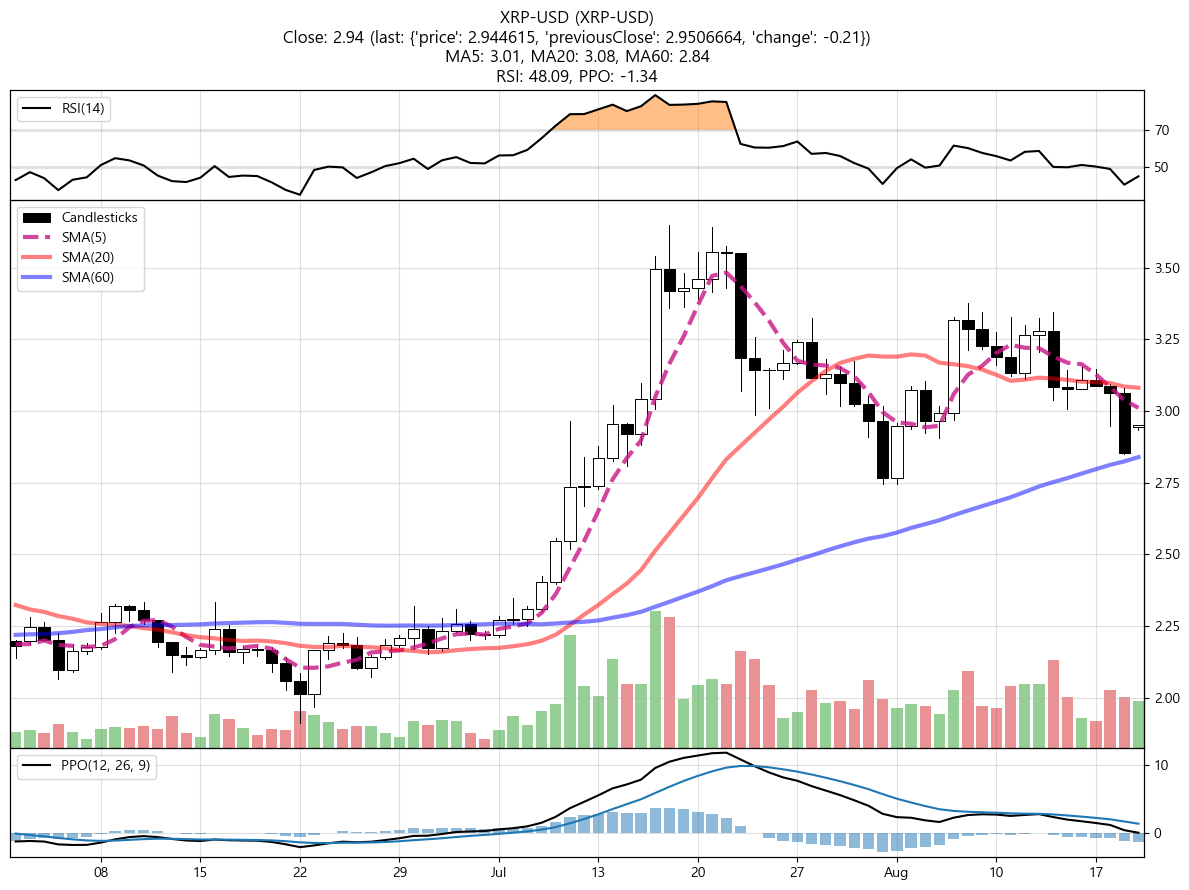 XRP-USD (XRP-USD)
Close: 2.94 (last: {'price': 2.944615, 'previousClose': 2.9506664, 'change': -0.21})
MA5: 3.01, MA20: 3.08, MA60: 2.84
RSI: 48.09, PPO: -1.34
RSI(14)
70
50
Candlesticks
SMA(5)
SMA(20)
SMA(60)
3.50
3.25
3.00
2.75
2.50
2.25
2.00
PPO(12, 26, 9)
10
0
08 15 22 29 Jul 13 20 27 Aug 10 17